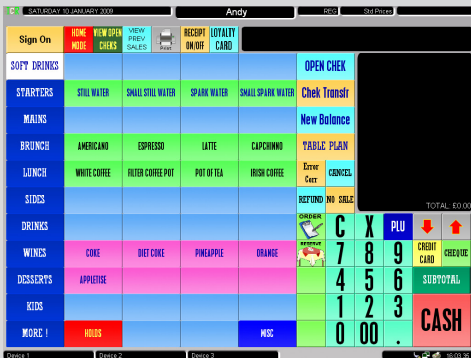 SATURDAY 10 JANUARY 2009
Andy
REG
Std Prices
Sign On
HOME MODE
VIEW OPEN CHEKS
VIEW PREV SALES
PRINT
RECEIPT ON/OFF
LOYALTY CARD
SOFT DRINKS
OPEN CHEK
STARTERS
STILL WATER
SMALL STILL WATER
SPARK WATER
SMALL SPARK WATER
Chek Transfr
MAINS
New Balance
BRUNCH
AMERICANO
ESPRESSO
LATTE
CAPCHINNO
TABLE PLAN
LUNCH
WHITE COFFEE
FILTER COFFEE POT
POT OF TEA
IRISH COFFEE
Error Corr
CANCEL
SIDES
REFUND
NO SALE
TOTAL: £0.00
DRINKS
ORDER
C
X
PLU
WINES
COKE
DIET COKE
PINEAPPLE
ORANGE
RESERVE
7
8
9
CREDIT CARD
CHEQUE
DESSERTS
APPLETISE
4
5
6
SUBTOTAL
KIDS
1
2
3
CASH
MORE !
HOLDS
MISC
0
00
.
Device 1
Device 2
Device 3
16:03:35